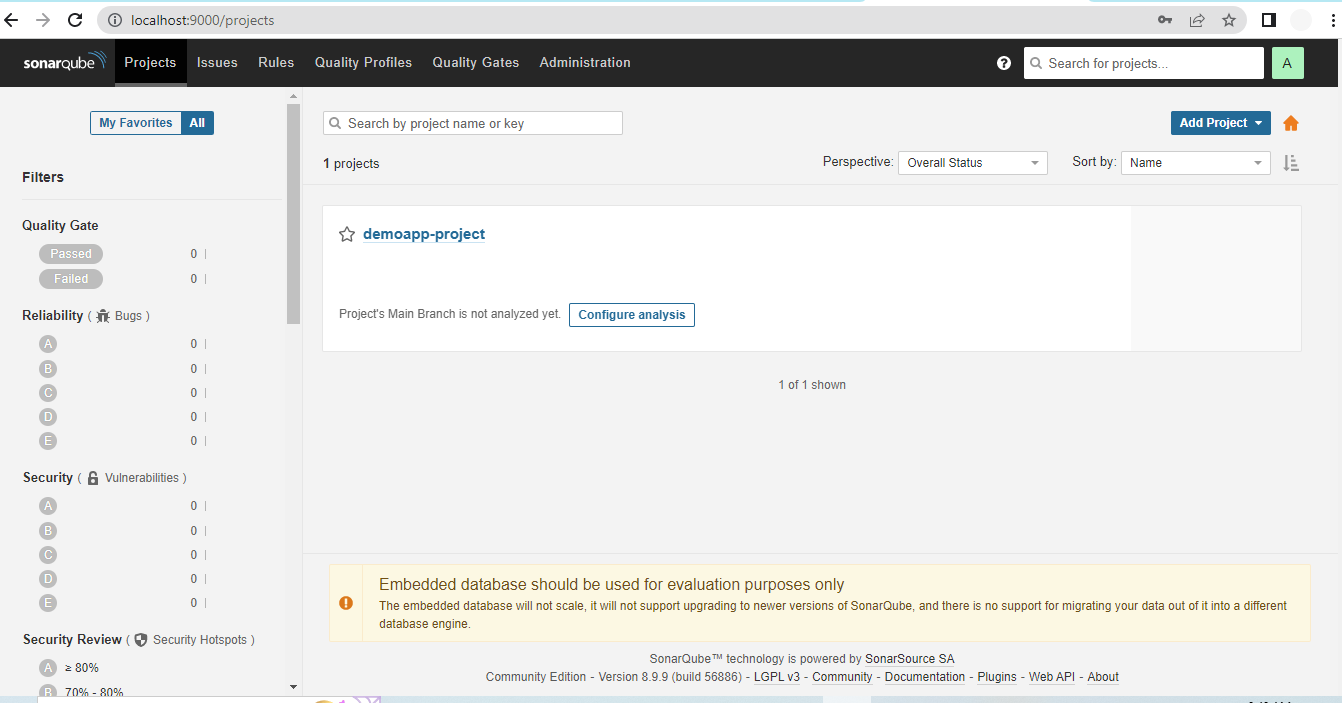 localhost:9000/projects
sonarqube Projects Issues Rules Quality Profiles Quality Gates Administration ? Search for projects... A
My Favorites All
Search by project name or key
Add Project
1 projects
Perspective: Overall Status
Sort by: Name
Filters
Quality Gate
Passed 0
Failed 0
Reliability ( Bugs )
A 0
B 0
C 0
D 0
E 0
Security ( Vulnerabilities )
A 0
B 0
C 0
D 0
E 0
Security Review ( Security Hotspots )
A ≥ 80%
B 70% - 80%
demoapp-project
Project's Main Branch is not analyzed yet. Configure analysis
1 of 1 shown
Embedded database should be used for evaluation purposes only
The embedded database will not scale, it will not support upgrading to newer versions of SonarQube, and there is no support for migrating your data out of it into a different
database engine.
SonarQube™ technology is powered by SonarSource SA
Community Edition - Version 8.9.9 (build 56886) - LGPL v3 - Community - Documentation - Plugins - Web API - About